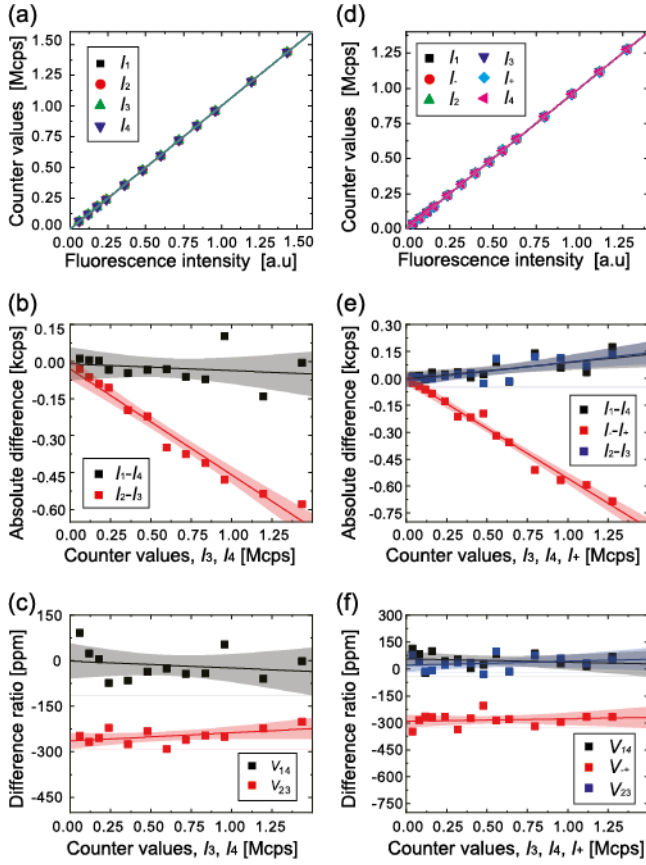 (a)
1.50
1.25
1.00
0.75
0.50
0.25
0.00
Counter values [Mcps]
I1
I2
I3
I4
0.00 0.25 0.50 0.75 1.00 1.25 1.50
Fluorescence intensity [a.u]
(d)
1.25
1.00
0.75
0.50
0.25
0.00
Counter values [Mcps]
I1 I3
I- I+
I2 I4
0.00 0.25 0.50 0.75 1.00 1.25
Fluorescence intensity [a.u]
(b)
0.15
0.00
-0.15
-0.30
-0.45
-0.60
Absolute difference [kcps]
I1-I4
I2-I3
0.00 0.25 0.50 0.75 1.00 1.25
Counter values, I3, I4 [Mcps]
(e)
0.30
0.15
0.00
-0.15
-0.30
-0.45
-0.60
-0.75
Absolute difference [kcps]
I1-I4
I--I+
I2-I3
0.00 0.25 0.50 0.75 1.00 1.25
Counter values, I3, I4, I+ [Mcps]
(c)
150
0
-150
-300
-450
Difference ratio [ppm]
V14
V23
0.00 0.25 0.50 0.75 1.00 1.25
Counter values, I3, I4 [Mcps]
(f)
300
150
0
-150
-300
-450
-600
-750
Difference ratio [ppm]
V14
V-+
V23
0.00 0.25 0.50 0.75 1.00 1.25
Counter values, I3, I4, I+ [Mcps]